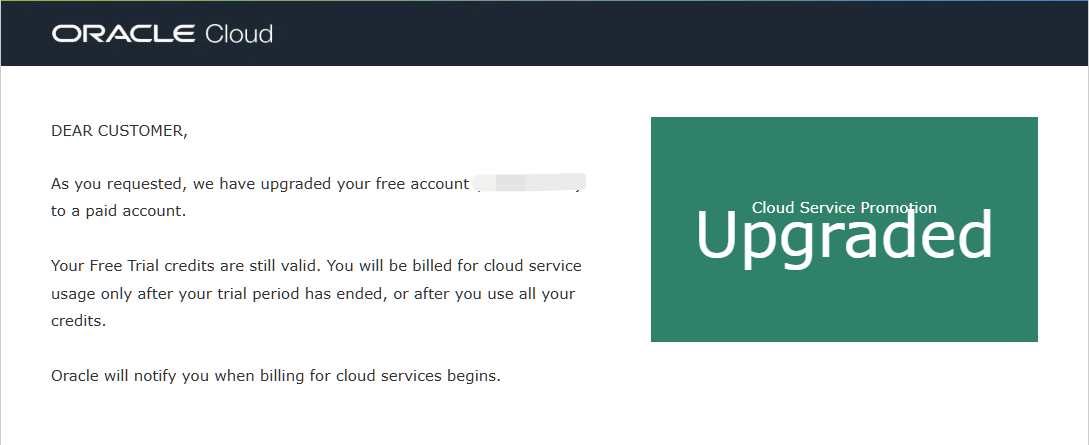 ORACLE Cloud
DEAR CUSTOMER,
As you requested, we have upgraded your free account
to a paid account.
Your Free Trial credits are still valid. You will be billed for cloud service
usage only after your trial period has ended, or after you use all your
credits.
Oracle will notify you when billing for cloud services begins.
Cloud Service Promotion
Upgraded